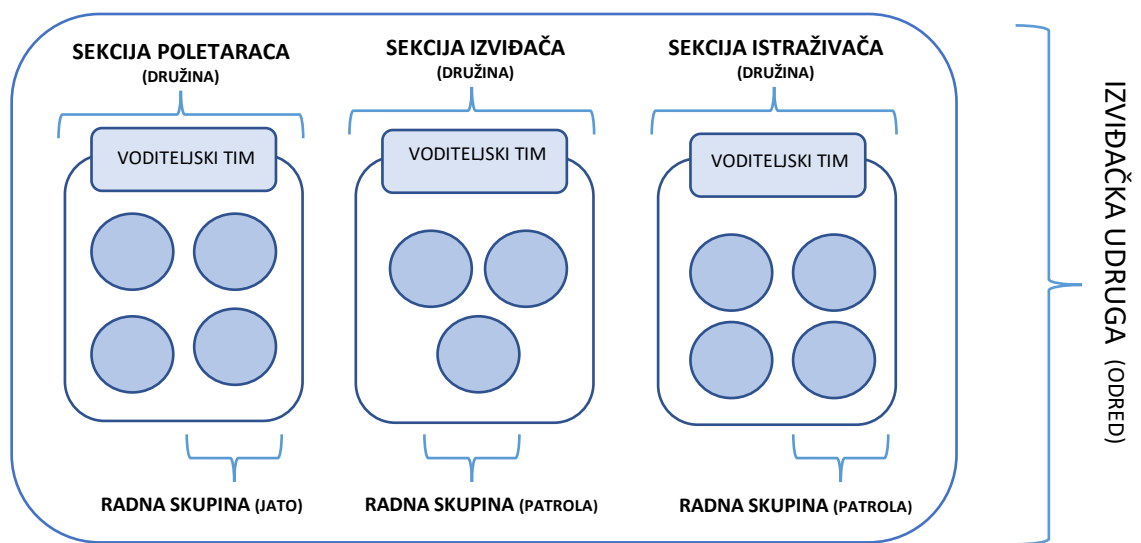 SEKCIJA POLETARACA
(DRUŽINA)
SEKCIJA IZVIĐAČA
(DRUŽINA)
SEKCIJA ISTRAŽIVAČA
(DRUŽINA)
VODITELJSKI TIM
VODITELJSKI TIM
VODITELJSKI TIM
RADNA SKUPINA (JATO)
RADNA SKUPINA (PATROLA)
RADNA SKUPINA (PATROLA)
IZVIĐAČKA UDRUGA (ODRED)